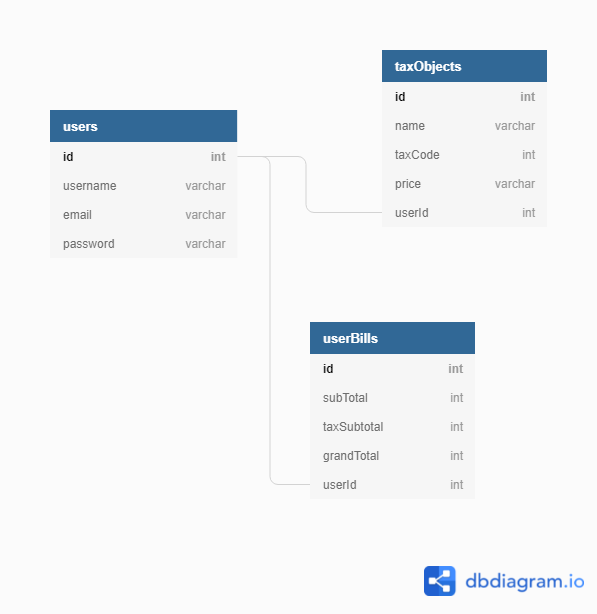 users
id int
username varchar
email varchar
password varchar
taxObjects
id int
name varchar
taxCode int
price varchar
userId int
userBills
id int
subTotal int
taxSubtotal int
grandTotal int
userId int
dbdiagram.io